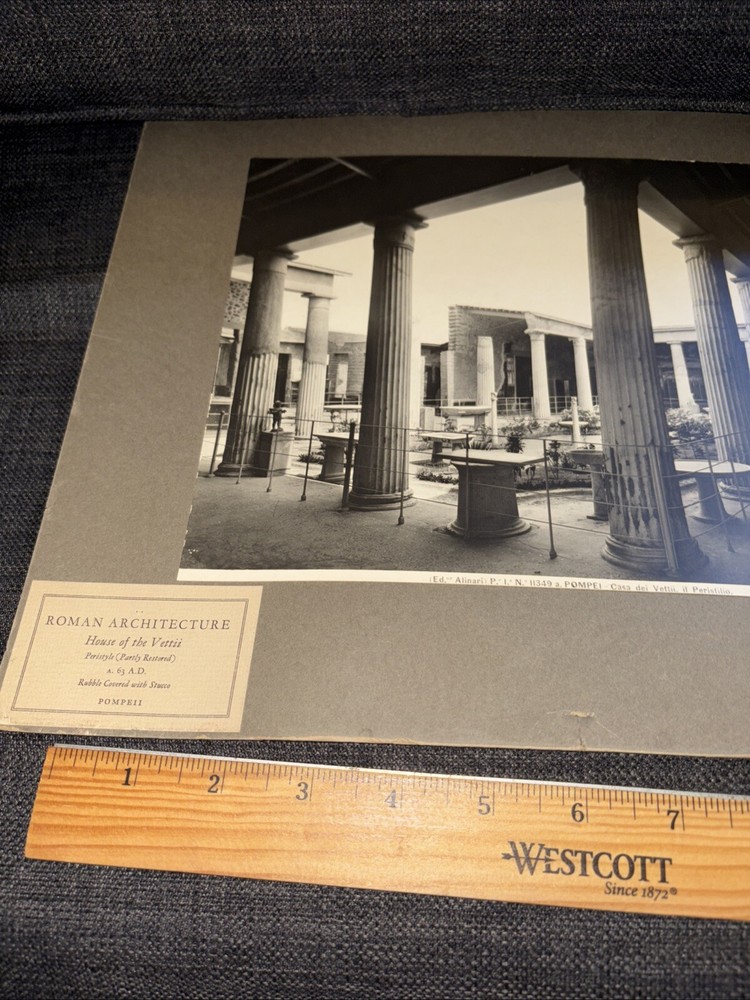 (Ed.ne Alinari) P.e I.a N.o 11349 a. POMPEI - Casa dei Vettii, il Peristilio.
ROMAN ARCHITECTURE
House of the Vettii
Peristyle (Partly Restored)
a. 63 A.D.
Rubble Covered with Stucco
POMPEII
1 2 3 4 5 6 7
WESTCOTT
Since 1872®